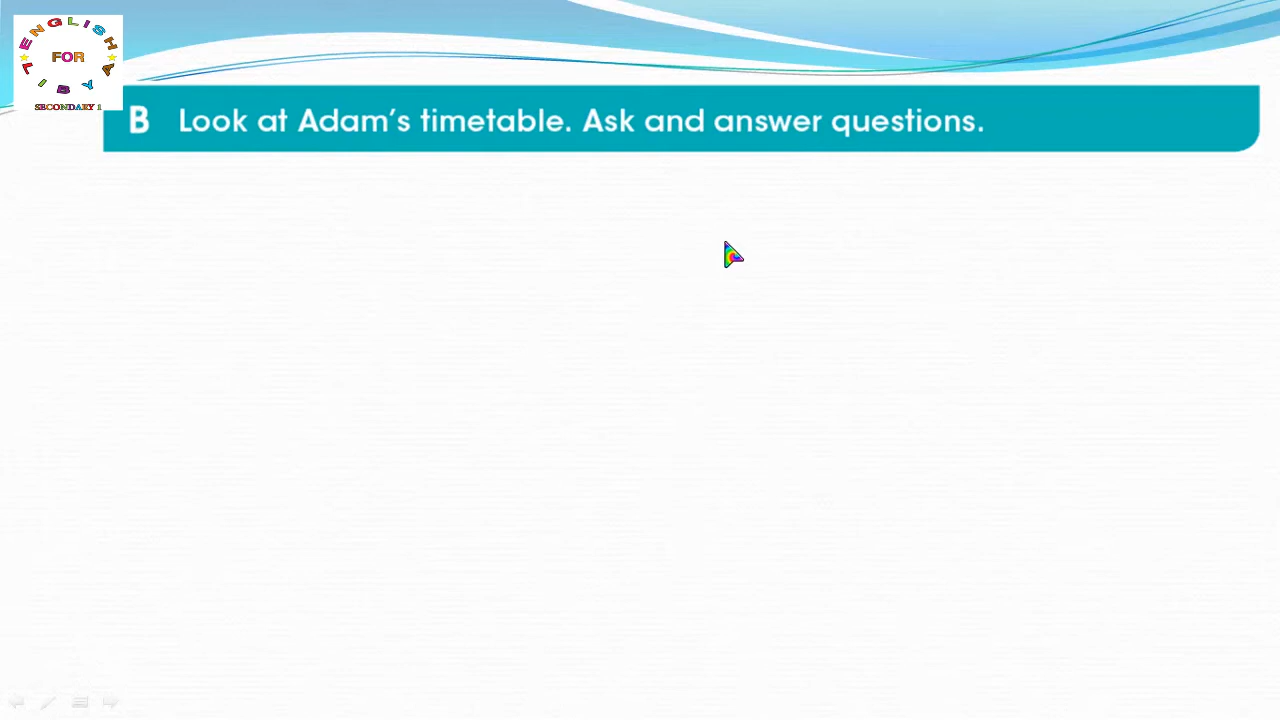 ENGLISH
FOR
LIBYA
SECONDARY 1
B Look at Adam's timetable. Ask and answer questions.